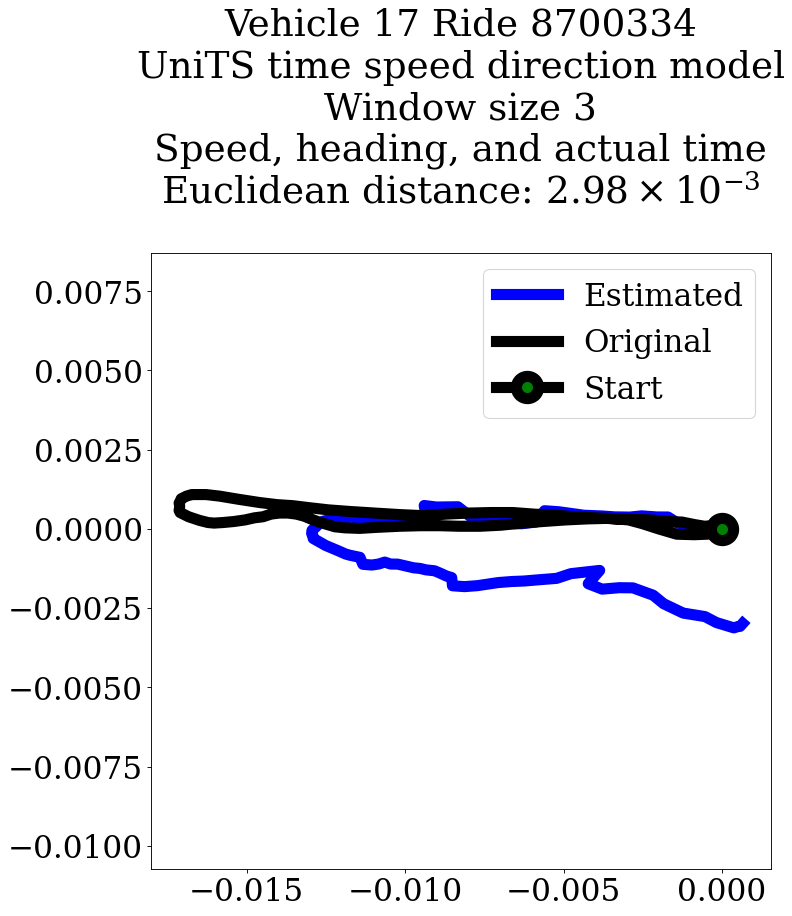 Vehicle 17 Ride 8700334
UniTS time speed direction model
Window size 3
Speed, heading, and actual time
Euclidean distance: 2.98 × 10⁻³
Estimated
Original
Start
0.0075
0.0050
0.0025
0.0000
−0.0025
−0.0050
−0.0075
−0.0100
−0.015
−0.010
−0.005
0.000